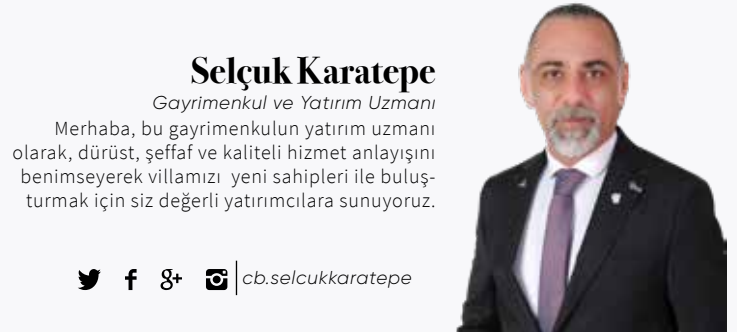 Selçuk Karatepe
Gayrimenkul ve Yatırım Uzmanı
Merhaba, bu gayrimenkulun yatırım uzmanı
olarak, dürüst, şeffaf ve kaliteli hizmet anlayışını
benimseyerek villamızı yeni sahipleri ile buluş-
turmak için siz değerli yatırımcılara sunuyoruz.
cb.selcukkaratepe